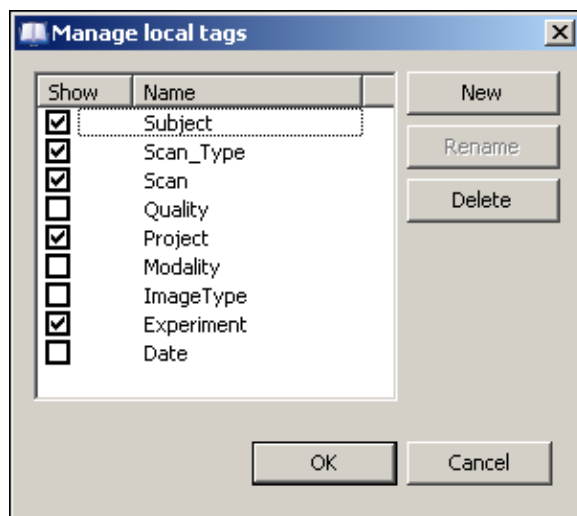 Manage local tags
Show Name
Subject
Scan_Type
Scan
Quality
Project
Modality
ImageType
Experiment
Date
New
Rename
Delete
OK Cancel